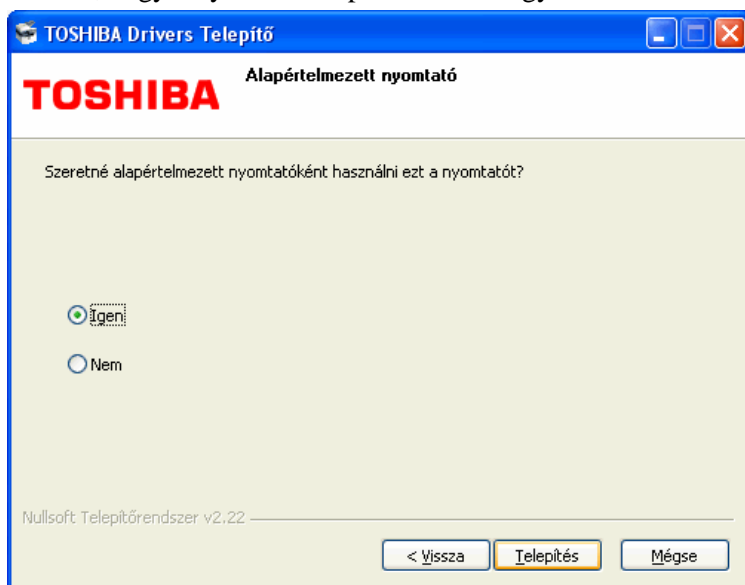 TOSHIBA Drivers Telepítő
TOSHIBA
Alapértelmezett nyomtató
Szeretné alapértelmezett nyomtatóként használni ezt a nyomtatót?
Igen
Nem
Nullsoft Telepítőrendszer v2.22
< Vissza Telepítés Mégse